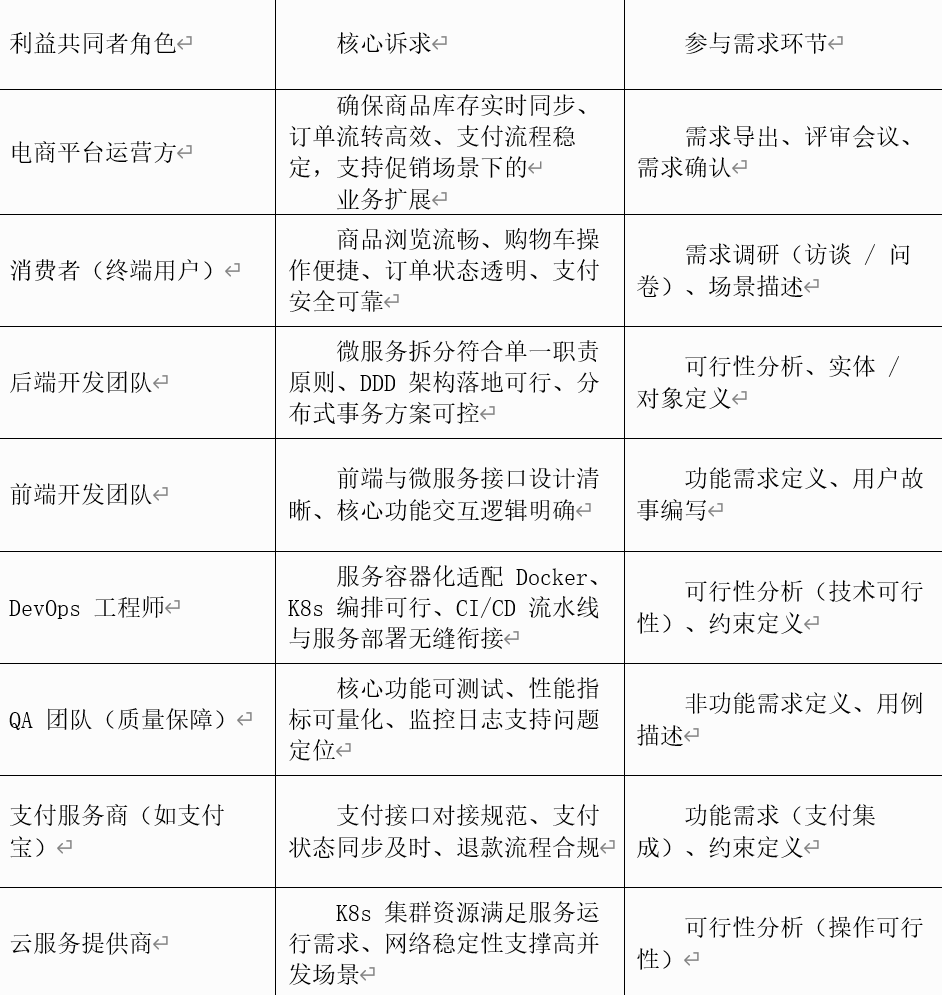 利益共同者角色
核心诉求
参与需求环节
电商平台运营方
确保商品库存实时同步、
订单流转高效、支付流程稳
定，支持促销场景下的
业务扩展
需求导出、评审会议、
需求确认
消费者（终端用户）
商品浏览流畅、购物车操
作便捷、订单状态透明、支付
安全可靠
需求调研（访谈 / 问
卷）、场景描述
后端开发团队
微服务拆分符合单一职责
原则、DDD 架构落地可行、分
布式事务方案可控
可行性分析、实体 /
对象定义
前端开发团队
前端与微服务接口设计清
晰、核心功能交互逻辑明确
功能需求定义、用户故
事编写
DevOps 工程师
服务容器化适配 Docker、
K8s 编排可行、CI/CD 流水线
与服务部署无缝衔接
可行性分析（技术可行
性）、约束定义
QA 团队（质量保障）
核心功能可测试、性能指
标可量化、监控日志支持问题
定位
非功能需求定义、用例
描述
支付服务商（如支付
宝）
支付接口对接规范、支付
状态同步及时、退款流程合规
功能需求（支付集
成）、约束定义
云服务提供商
K8s 集群资源满足服务运
行需求、网络稳定性支撑高并
发场景
可行性分析（操作可行
性）